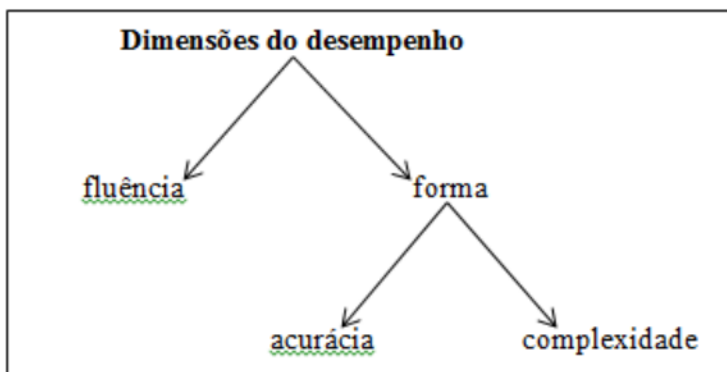 Dimensões do desempenho
fluência
forma
acurácia
complexidade